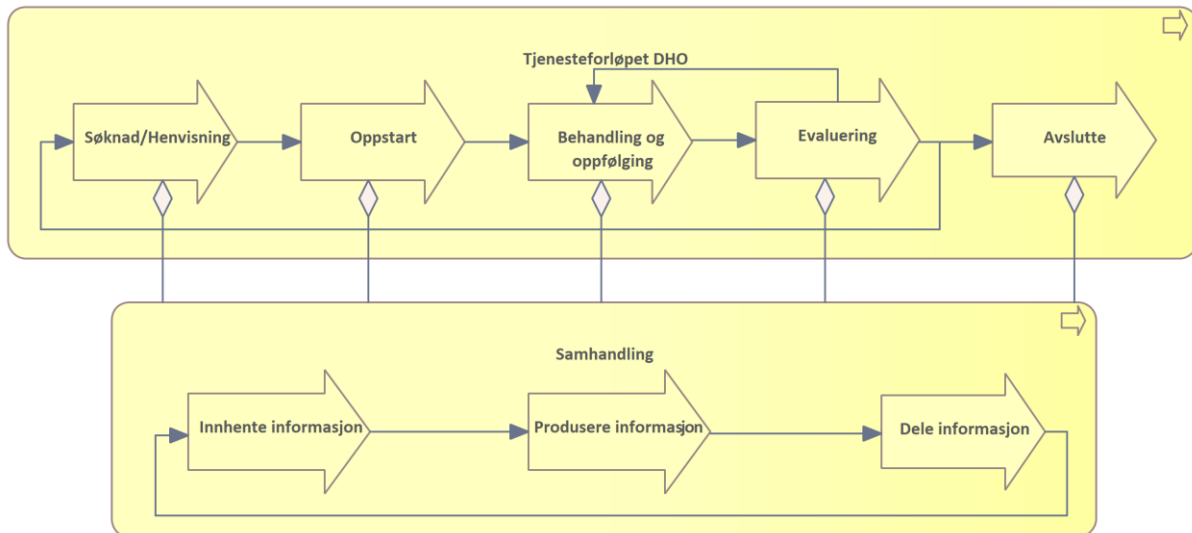 Tjenesteforløpet DHO
Søknad/Henvisning
Oppstart
Behandling og
oppfølging
Evaluering
Avslutte
Samhandling
Innhente informasjon
Produsere informasjon
Dele informasjon